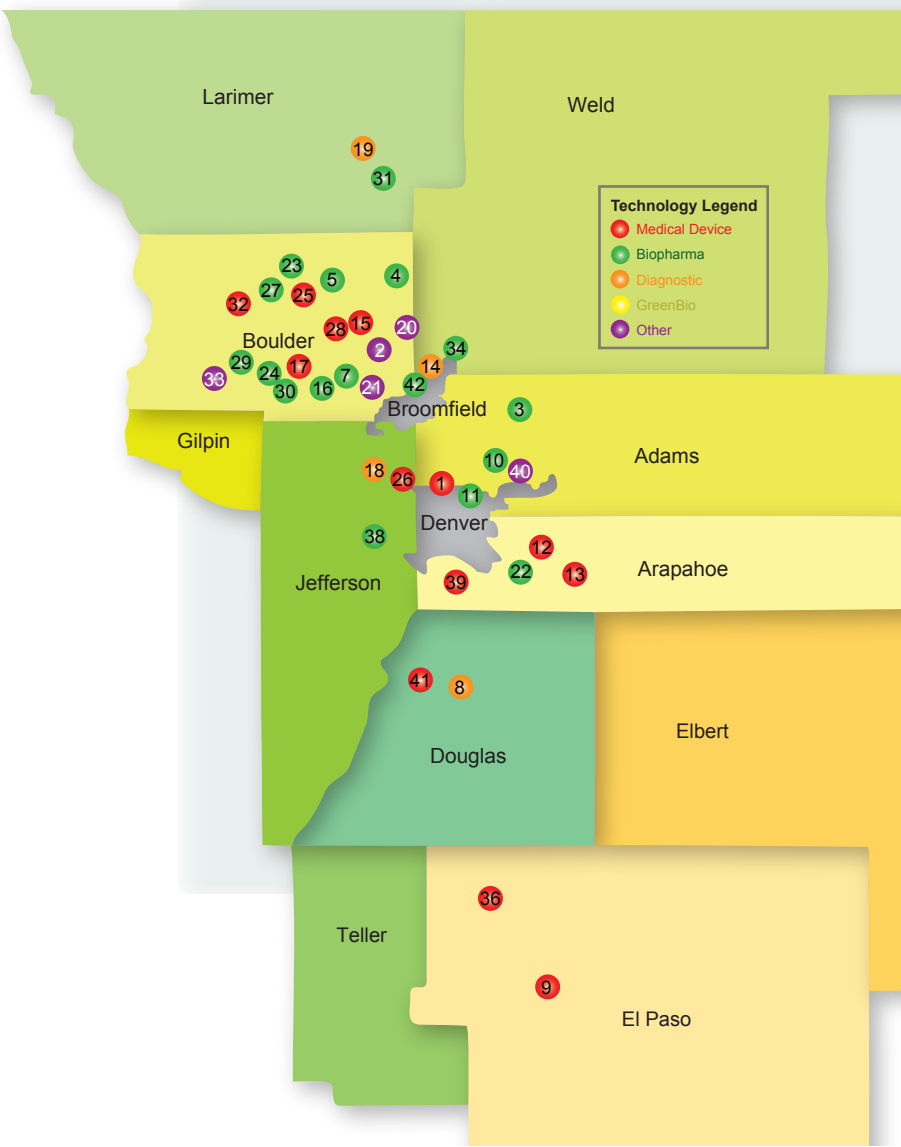 Larimer
Weld
19
31
Technology Legend
Medical Device
Biopharma
Diagnostic
GreenBio
Other
23
5
4
27
25
32
15
20
28
Boulder
2
34
29
17
14
24
7
33
30
16
21
42
Broomfield
3
Gilpin
10
Adams
18
40
26
1
11
Denver
38
12
Jefferson
39
22
13
Arapahoe
41
8
Elbert
Douglas
36
Teller
9
El Paso